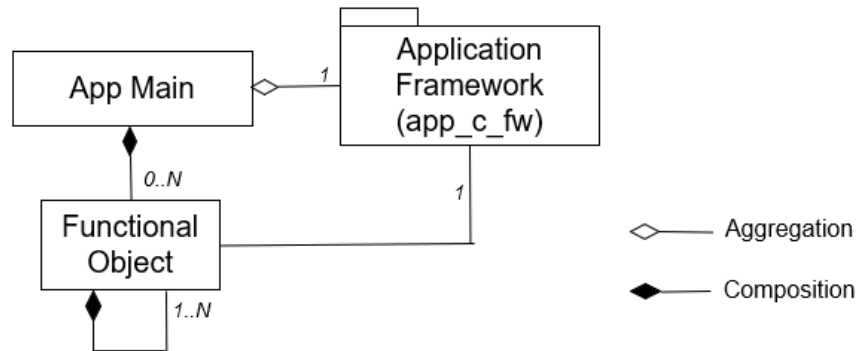 App Main
1
Application
Framework
(app_c_fw)
0..N
1
Functional
Object
1..N
Aggregation
Composition